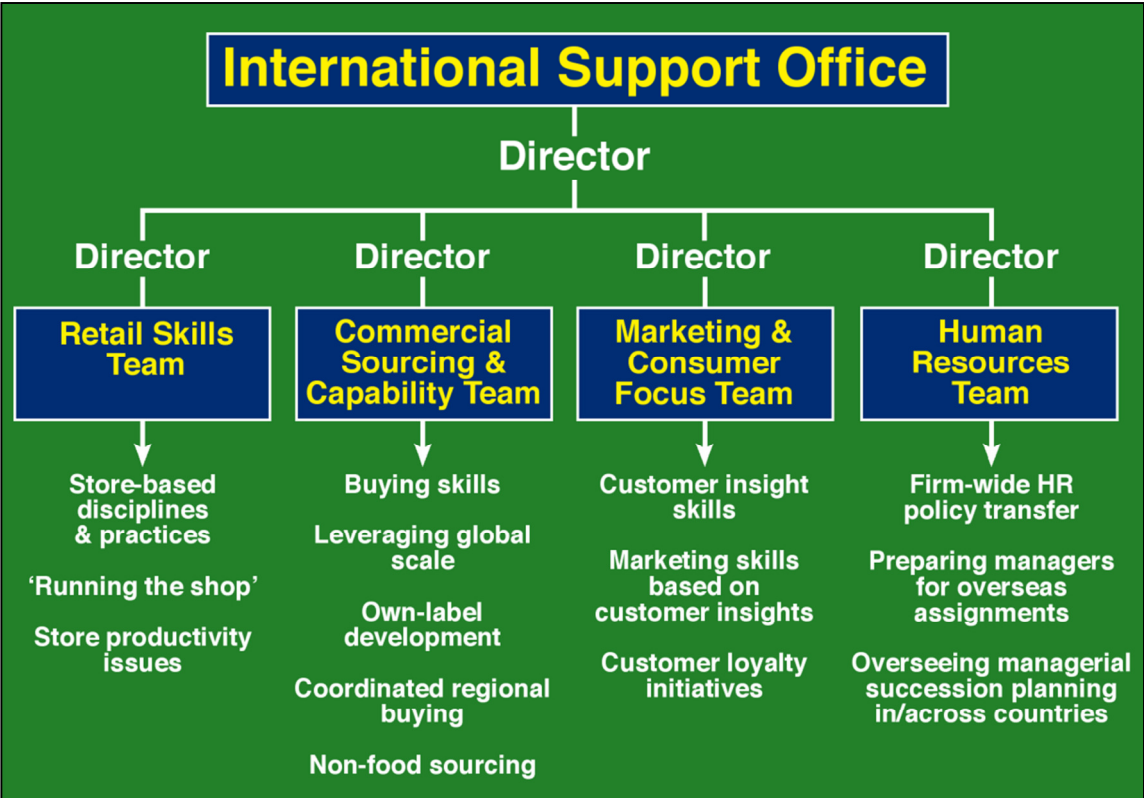 International Support Office
Director
Director
Director
Director
Director
Retail Skills
Team
Commercial
Sourcing &
Capability Team
Marketing &
Consumer
Focus Team
Human
Resources
Team
Store-based
disciplines
& practices
‘Running the shop’
Store productivity
issues
Buying skills
Leveraging global
scale
Own-label
development
Coordinated regional
buying
Non-food sourcing
Customer insight
skills
Marketing skills
based on
customer insights
Customer loyalty
initiatives
Firm-wide HR
policy transfer
Preparing managers
for overseas
assignments
Overseeing managerial
succession planning
in/across countries